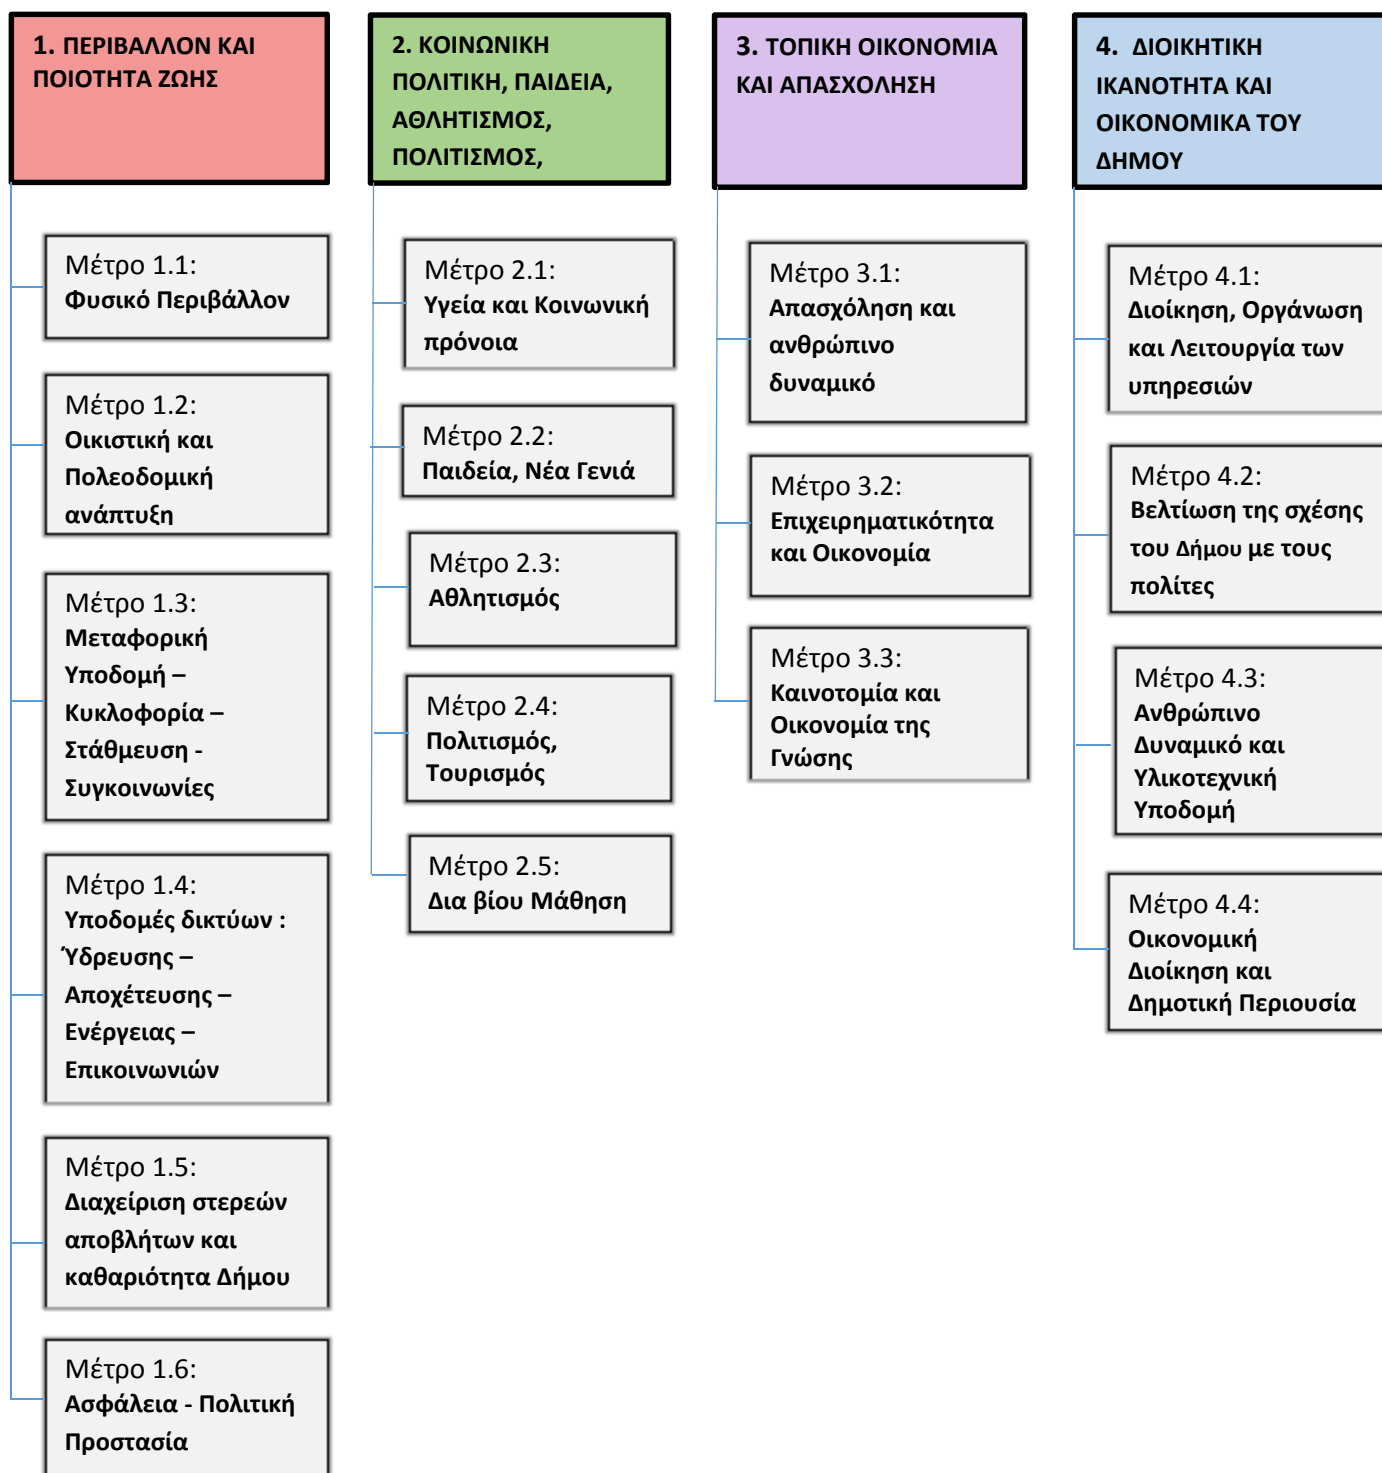 1. ΠΕΡΙΒΑΛΛΟΝ ΚΑΙ
ΠΟΙΟΤΗΤΑ ΖΩΗΣ
Μέτρο 1.1:
Φυσικό Περιβάλλον
Μέτρο 1.2:
Οικιστική και
Πολεοδομική
ανάπτυξη
Μέτρο 1.3:
Μεταφορική
Υποδομή –
Κυκλοφορία –
Στάθμευση -
Συγκοινωνίες
Μέτρο 1.4:
Υποδομές δικτύων :
Ύδρευσης –
Αποχέτευσης –
Ενέργειας –
Επικοινωνιών
Μέτρο 1.5:
Διαχείριση στερεών
αποβλήτων και
καθαριότητα Δήμου
Μέτρο 1.6:
Ασφάλεια - Πολιτική
Προστασία
2. ΚΟΙΝΩΝΙΚΗ
ΠΟΛΙΤΙΚΗ, ΠΑΙΔΕΙΑ,
ΑΘΛΗΤΙΣΜΟΣ,
ΠΟΛΙΤΙΣΜΟΣ,
Μέτρο 2.1:
Υγεία και Κοινωνική
πρόνοια
Μέτρο 2.2:
Παιδεία, Νέα Γενιά
Μέτρο 2.3:
Αθλητισμός
Μέτρο 2.4:
Πολιτισμός,
Τουρισμός
Μέτρο 2.5:
Δια βίου Μάθηση
3. ΤΟΠΙΚΗ ΟΙΚΟΝΟΜΙΑ
ΚΑΙ ΑΠΑΣΧΟΛΗΣΗ
Μέτρο 3.1:
Απασχόληση και
ανθρώπινο
δυναμικό
Μέτρο 3.2:
Επιχειρηματικότητα
και Οικονομία
Μέτρο 3.3:
Καινοτομία και
Οικονομία της
Γνώσης
4. ΔΙΟΙΚΗΤΙΚΗ
ΙΚΑΝΟΤΗΤΑ ΚΑΙ
ΟΙΚΟΝΟΜΙΚΑ ΤΟΥ
ΔΗΜΟΥ
Μέτρο 4.1:
Διοίκηση, Οργάνωση
και Λειτουργία των
υπηρεσιών
Μέτρο 4.2:
Βελτίωση της σχέσης
του Δήμου με τους
πολίτες
Μέτρο 4.3:
Ανθρώπινο
Δυναμικό και
Υλικοτεχνική
Υποδομή
Μέτρο 4.4:
Οικονομική
Διοίκηση και
Δημοτική Περιουσία